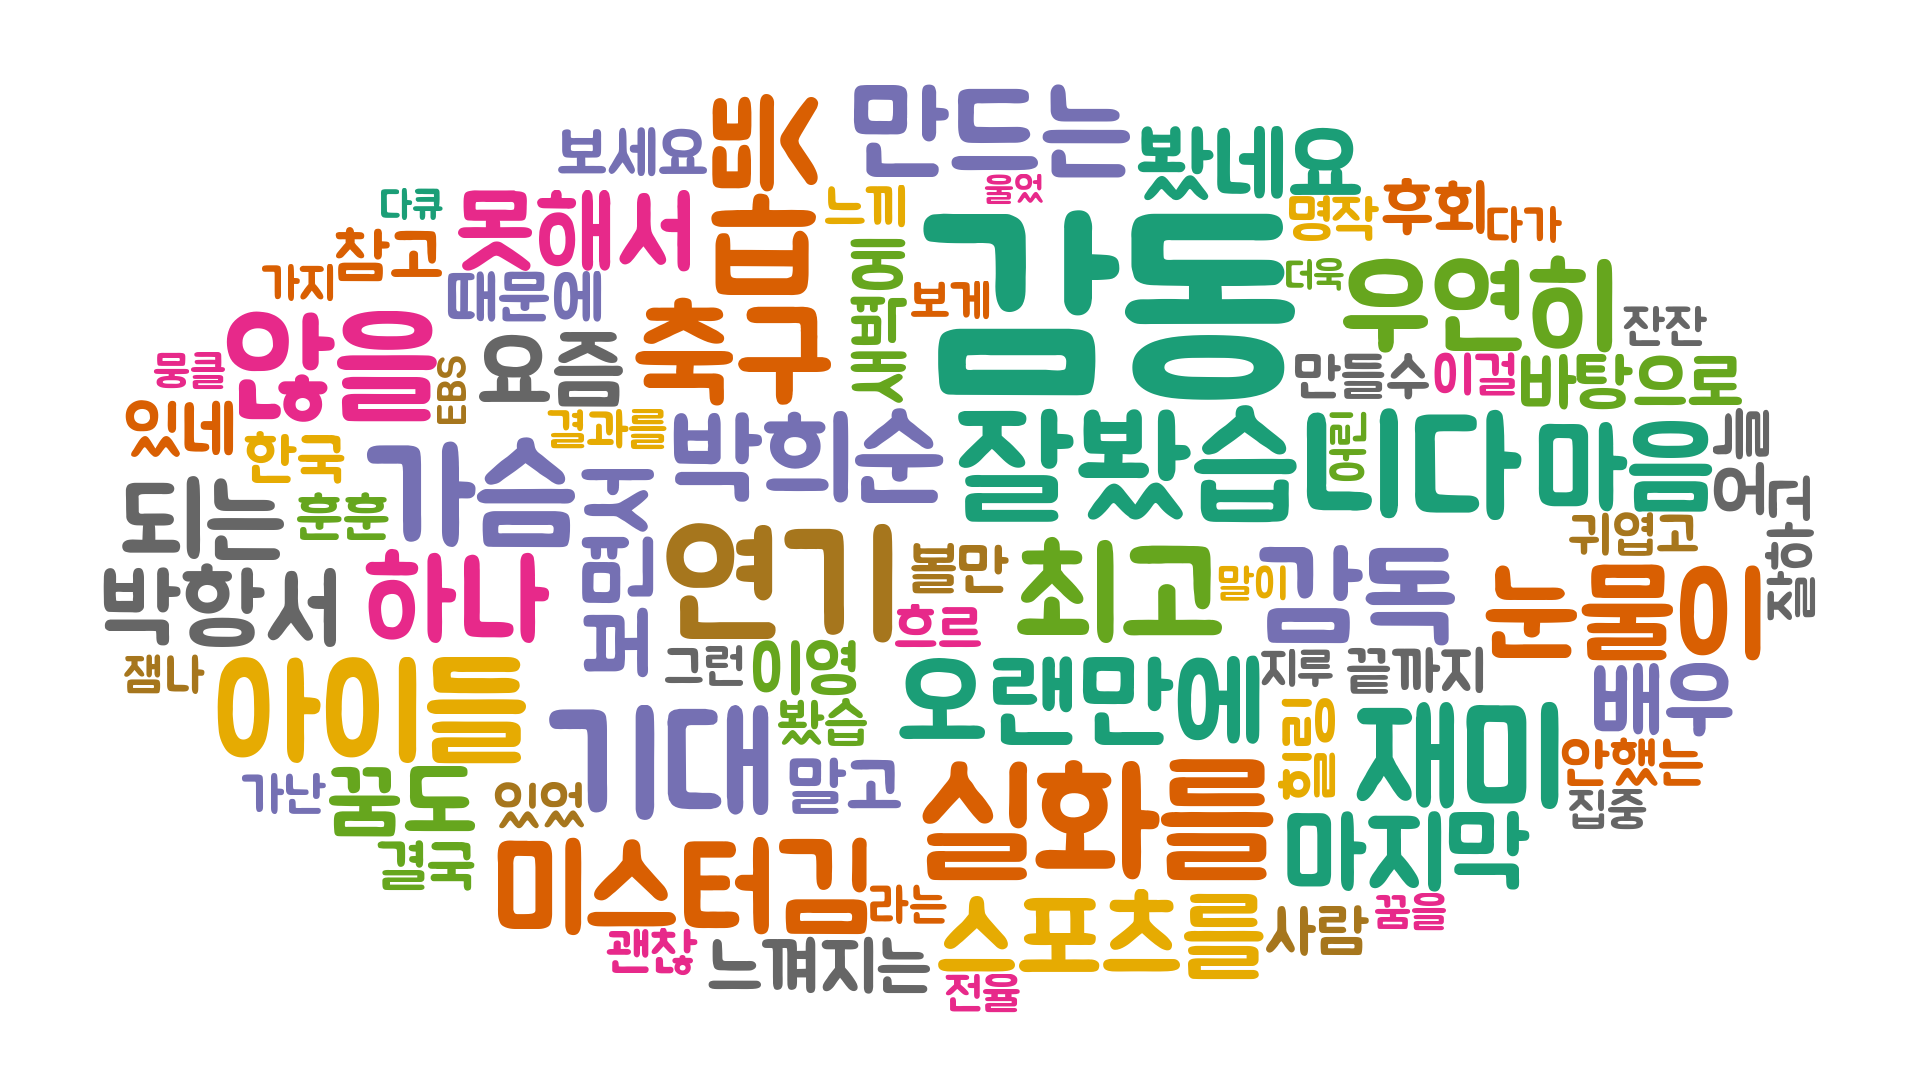 만드는
빅
봤네요
보세요
울었
느끼
다큐
못해서
흡
감동
명작
후회
다가
참고
가지
때문에
보게
더욱
우연히
잔잔
않을
축구
요즘
뭉클
EBS
만들수
이걸
바탕으로
있네
결과를
박희순
잘봤습니다
마음
한국
가슴
되는
훈훈
연기
볼만
최고
귀엽고
박항서
하나
말이
감독
눈물이
흐르
잼나
아이들
그런
이영
오랜만에
지루
끝까지
배우
기대
봤습
재미
안했는
가난
꿈도
있었
말고
실화를
집중
결국
마지막
미스터김
라는
스포츠를
사람
꿈을
괜찮
느껴지는
전율